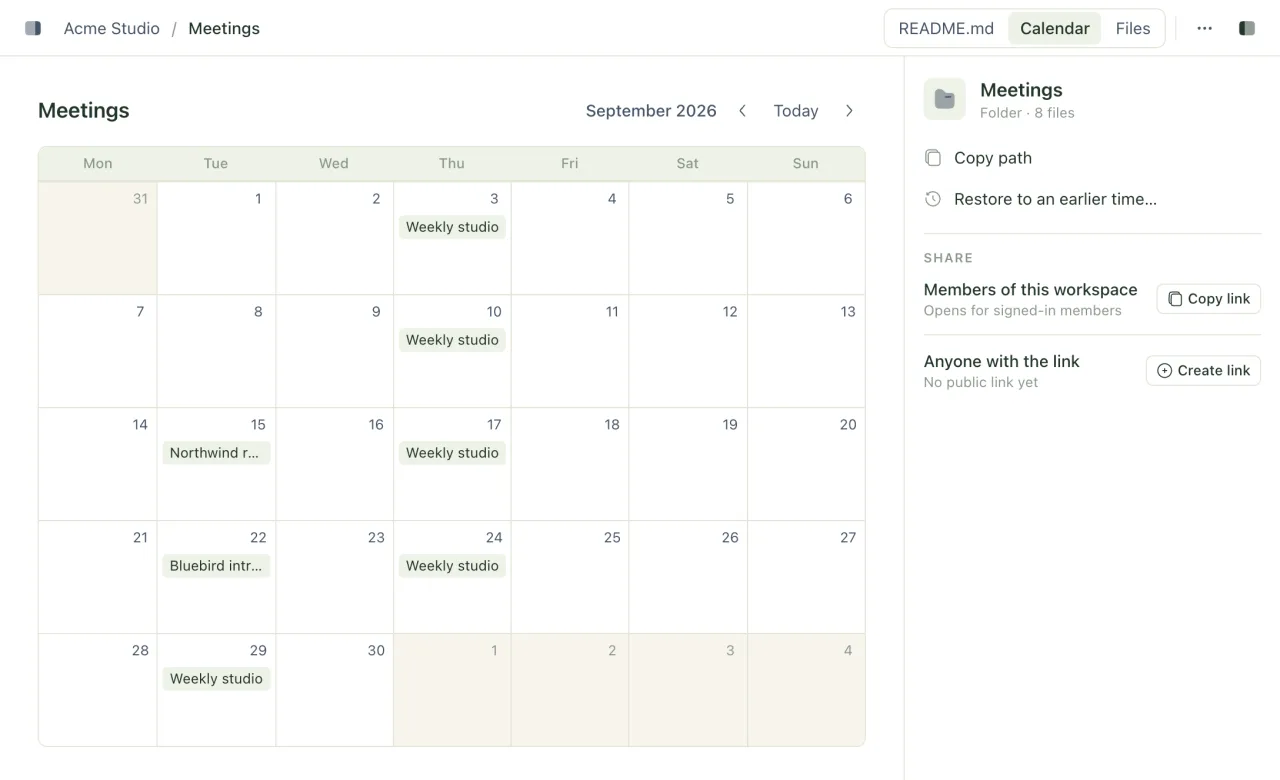 Acme Studio / Meetings
README.md Calendar Files
Meetings
September 2026 Today
Mon Tue Wed Thu Fri Sat Sun
31 1 2 3 4 5 6
Weekly studio
7 8 9 10 11 12 13
Weekly studio
14 15 16 17 18 19 20
Northwind r... Weekly studio
21 22 23 24 25 26 27
Bluebird intr... Weekly studio
28 29 30 1 2 3 4
Weekly studio
Meetings
Folder · 8 files
Copy path
Restore to an earlier time...
SHARE
Members of this workspace
Opens for signed-in members
Copy link
Anyone with the link
No public link yet
Create link